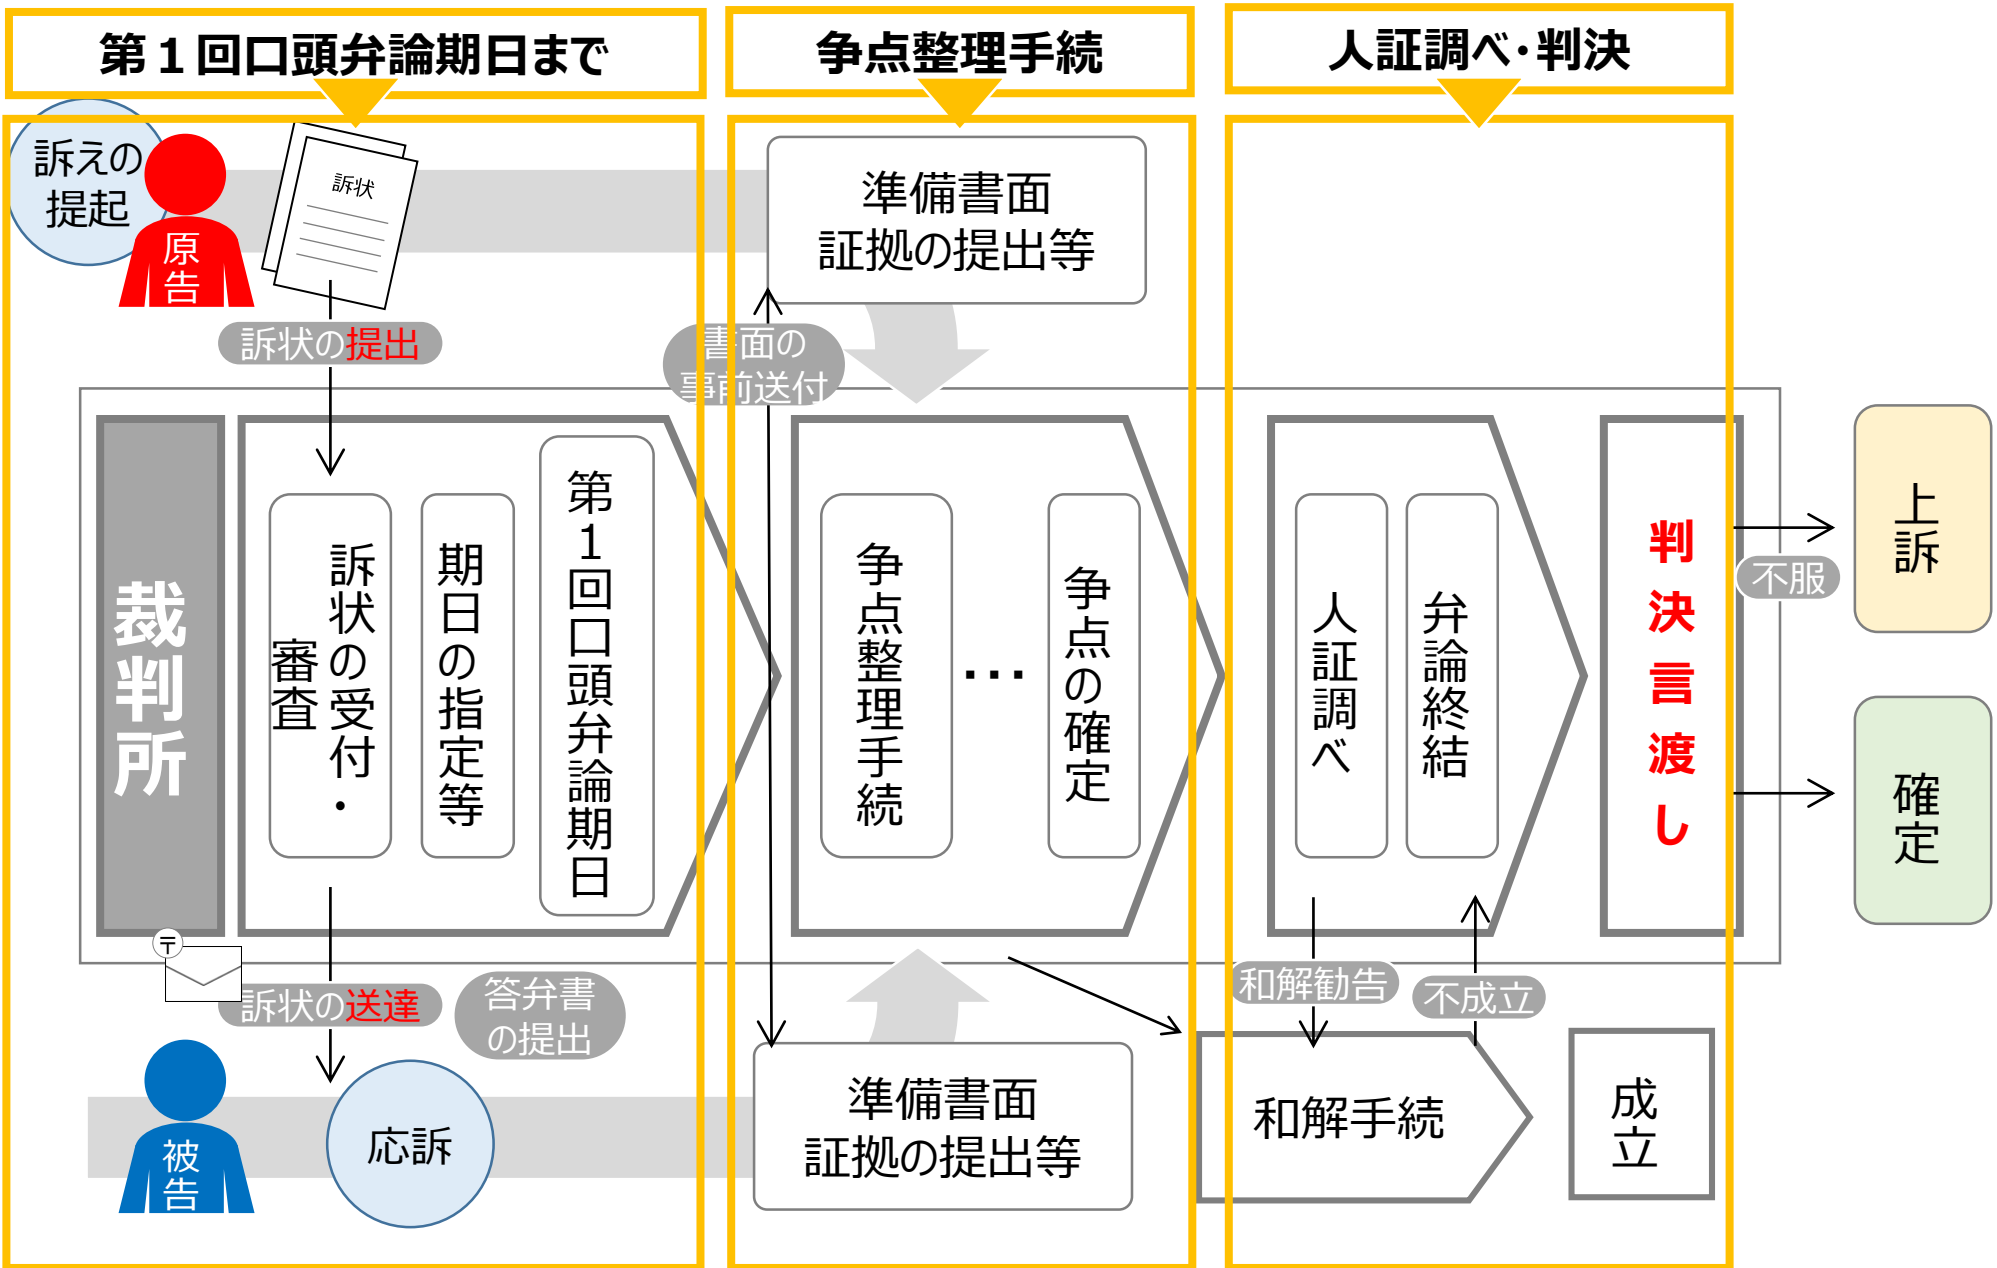 第1回口頭弁論期日まで
争点整理手続
人証調べ・判決
訴えの
提起
原告
訴状
準備書面
証拠の提出等
訴状の提出
書面の
事前送付
裁判所
訴状の受付・
審査
期日の指定等
第1回口頭弁論期日
争点整理手続
…
争点の確定
人証調べ
弁論終結
判決言渡し
不服
上訴
確定
〒
訴状の送達
答弁書
の提出
和解勧告
不成立
被告
応訴
準備書面
証拠の提出等
和解手続
成立